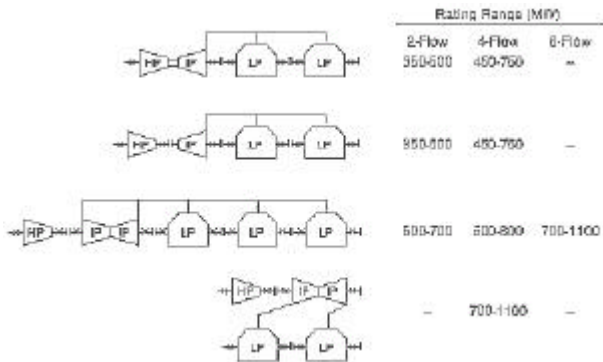 Rating Range (MW)
2-Flow 4-Flow 6-Flow
HP IP LP LP 350-500 450-750 –
HP IP LP LP 350-500 450-750 –
HP IP IP LP LP LP 500-700 500-800 700-1100
HP IP IP
– 700-1100 –
LP LP